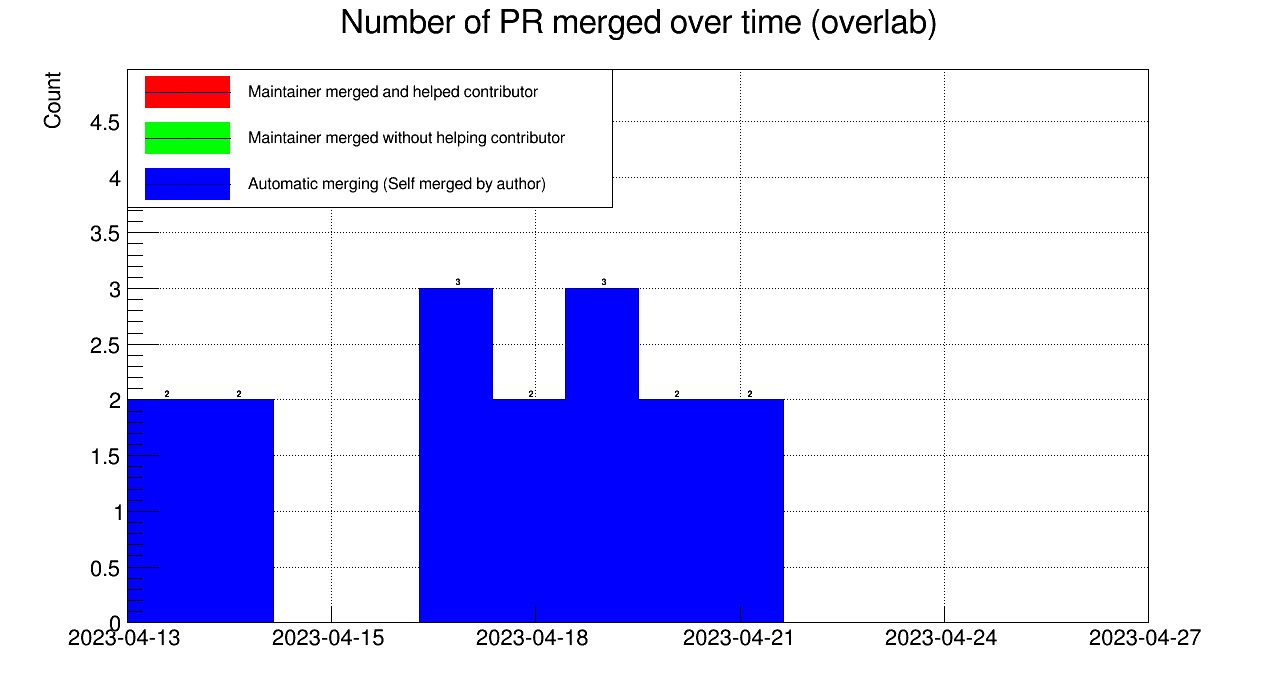 Number of PR merged over time (overlab)
Count
Maintainer merged and helped contributor
Maintainer merged without helping contributor
Automatic merging (Self merged by author)
4.5
4
3.5
3
2.5
2
1.5
1
0.5
0
2 2 3 2 3 2 2
2023-04-13 2023-04-15 2023-04-18 2023-04-21 2023-04-24 2023-04-27